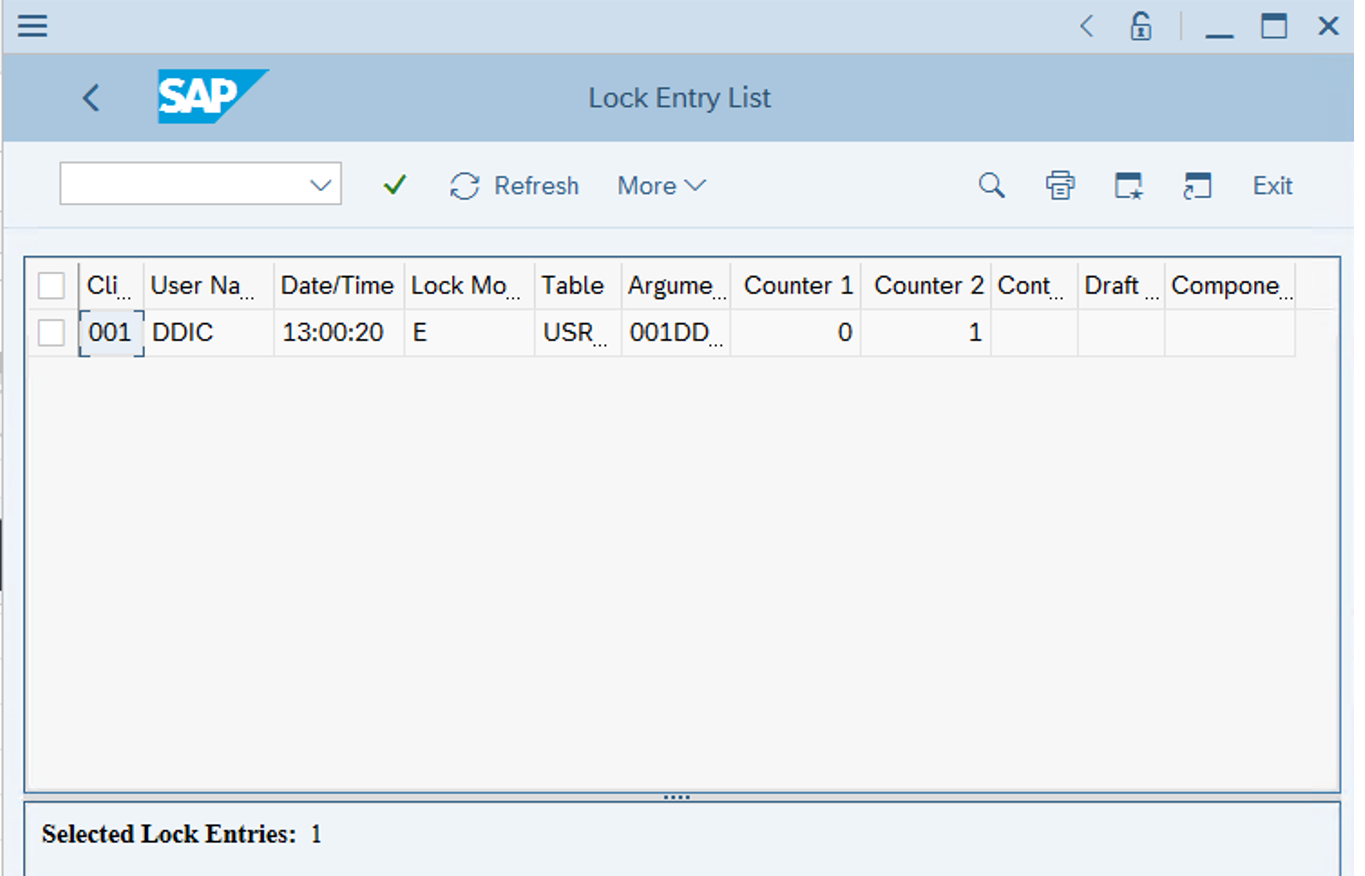 SAP
Lock Entry List
Refresh More Exit
Cli... User Na... Date/Time Lock Mo... Table Argume... Counter 1 Counter 2 Cont... Draft ... Compone...
001 DDIC 13:00:20 E USR... 001DD... 0 1
Selected Lock Entries: 1